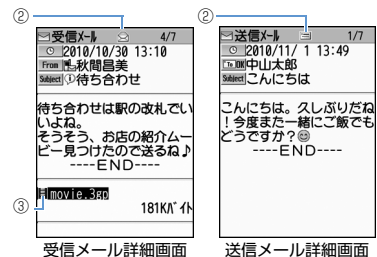 ② ②
受信メール 4/7
2010/10/30 13:10
From 秋間昌美
Subject 待ち合わせ
待ち合わせは駅の改札でい
いよね。
そうそう、お店の紹介ムー
ビー見つけたので送るね♪
----END----
③ movie.3gp
181Kバイト
受信メール詳細画面
送信メール 1/7
2010/11/ 1 13:49
To OK 中山太郎
Subject こんにちは
こんにちは。久しぶりだね
！今度また一緒にご飯でも
どうですか？😊
----END----
送信メール詳細画面